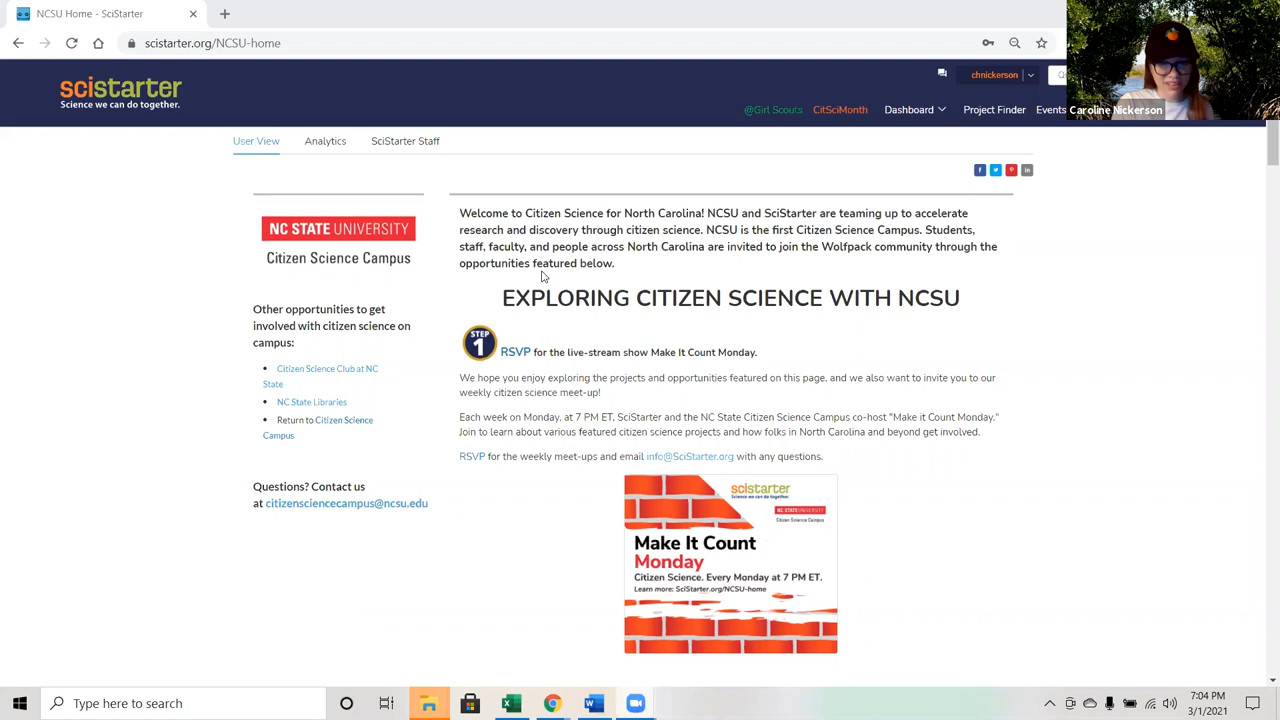 NCSU Home - SciStarter
scistarter.org/NCSU-home
scistarter
Science we can do together.
chnickerson
@Girl Scouts
CitSciMonth
Dashboard
Project Finder
Events
Caroline Nickerson
User View
Analytics
SciStarter Staff
NC STATE UNIVERSITY
Citizen Science Campus
Other opportunities to get
involved with citizen science on
campus:
Citizen Science Club at NC
State
NC State Libraries
Return to Citizen Science
Campus
Questions? Contact us
at citizensciencecampus@ncsu.edu
Welcome to Citizen Science for North Carolina! NCSU and SciStarter are teaming up to accelerate
research and discovery through citizen science. NCSU is the first Citizen Science Campus. Students,
staff, faculty, and people across North Carolina are invited to join the Wolfpack community through the
opportunities featured below.
EXPLORING CITIZEN SCIENCE WITH NCSU
STEP
1
RSVP for the live-stream show Make It Count Monday.
We hope you enjoy exploring the projects and opportunities featured on this page, and we also want to invite you to our
weekly citizen science meet-up!
Each week on Monday, at 7 PM ET, SciStarter and the NC State Citizen Science Campus co-host "Make it Count Monday."
Join to learn about various featured citizen science projects and how folks in North Carolina and beyond get involved.
RSVP for the weekly meet-ups and email info@SciStarter.org with any questions.
scistarter
Science we can do together.
NC STATE UNIVERSITY
Citizen Science Campus
Make It Count
Monday
Citizen Science. Every Monday at 7 PM ET.
Learn more: SciStarter.org/NCSU-home
Type here to search
7:04 PM
3/1/2021